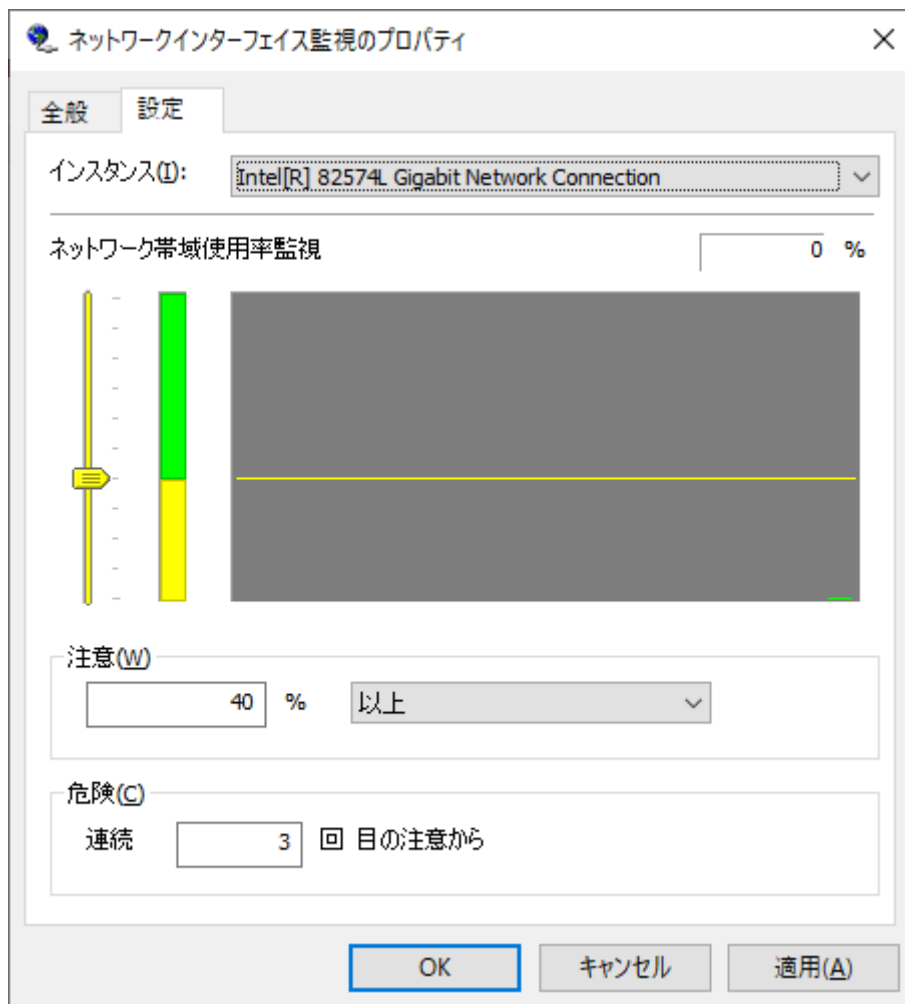 ネットワークインターフェイス監視のプロパティ
全般 設定
インスタンス(I): Intel[R] 82574L Gigabit Network Connection
ネットワーク帯域使用率監視 0 %
注意(W)
40 % 以上
危険(C)
連続 3 回 目の注意から
OK キャンセル 適用(A)